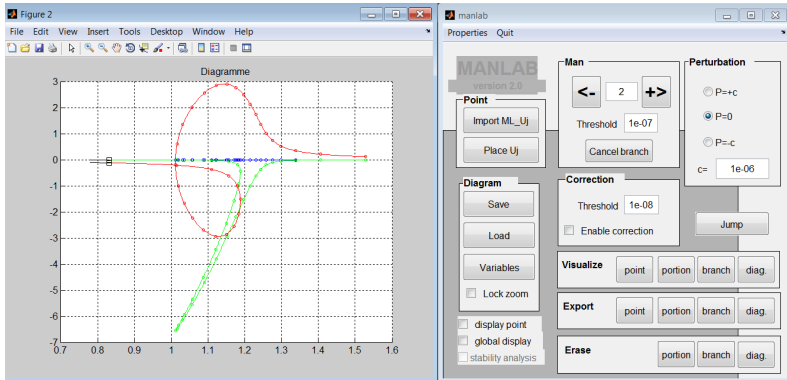 Figure 2
File Edit View Insert Tools Desktop Window Help
Diagramme
3
2
1
0
-1
-2
-3
-4
-5
-6
-7
0.7 0.8 0.9 1 1.1 1.2 1.3 1.4 1.5 1.6
manlab
Properties Quit
MANLAB
version 2.0
Point
Import ML_Uj
Place Uj
Man
<- 2 +>
Threshold 1e-07
Cancel branch
Perturbation
P=+c
P=0
P=-c
c= 1e-06
Diagram
Save
Load
Variables
Lock zoom
Correction
Threshold 1e-08
Enable correction
Jump
display point
global display
stability analysis
Visualize point portion branch diag.
Export point portion branch diag.
Erase portion branch diag.